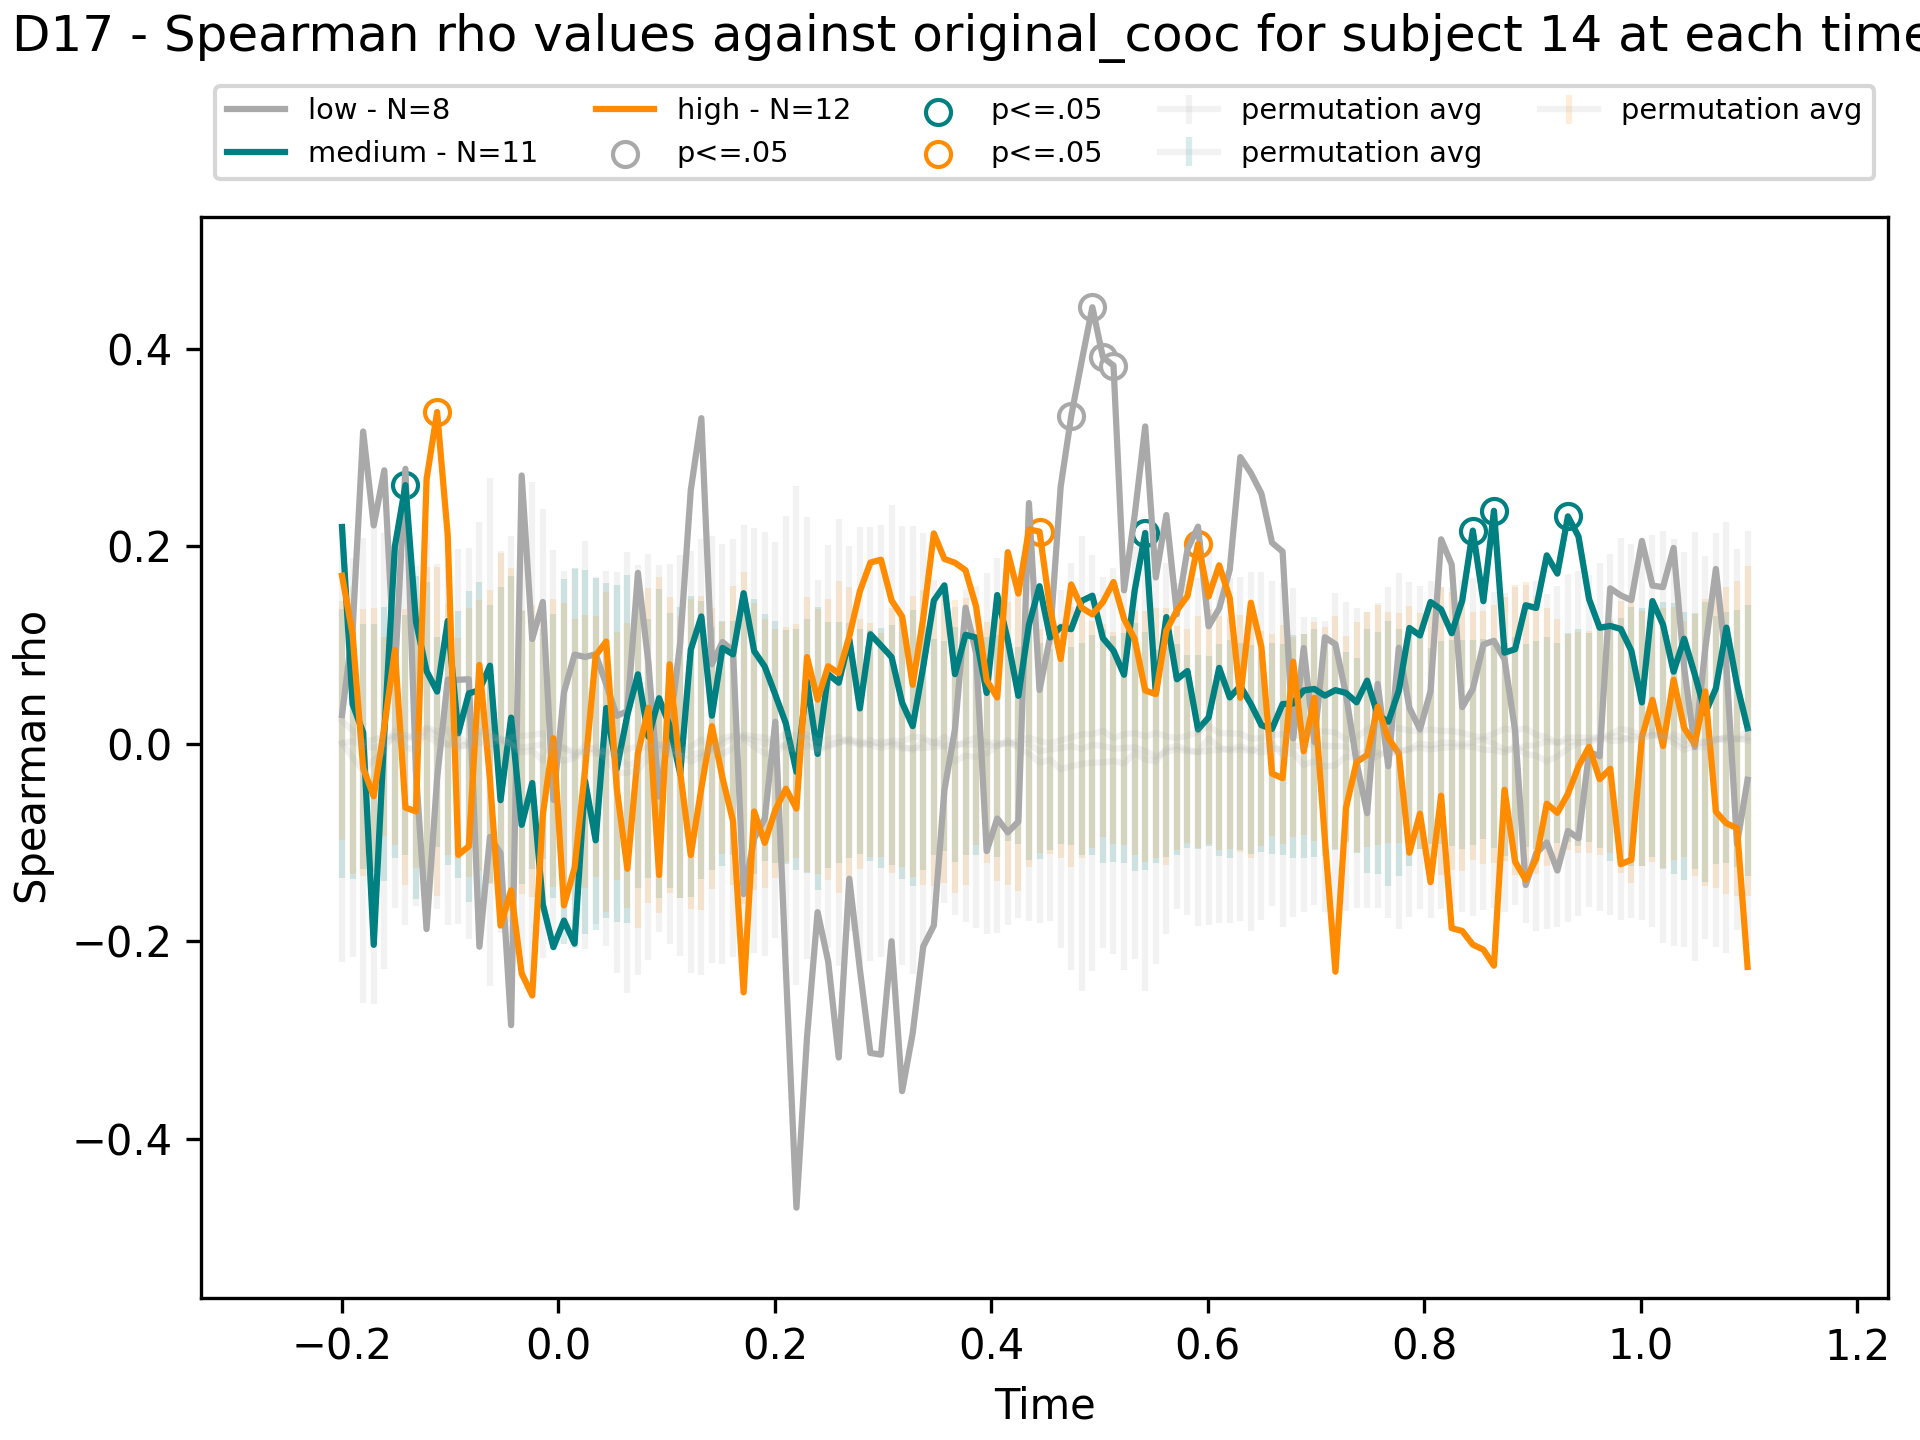 D17 - Spearman rho values against original_cooc for subject 14 at each time
low - N=8 high - N=12 p<=.05 permutation avg permutation avg
medium - N=11 p<=.05 p<=.05 permutation avg
Spearman rho
0.4
0.2
0.0
−0.2
−0.4
−0.2 0.0 0.2 0.4 0.6 0.8 1.0 1.2
Time